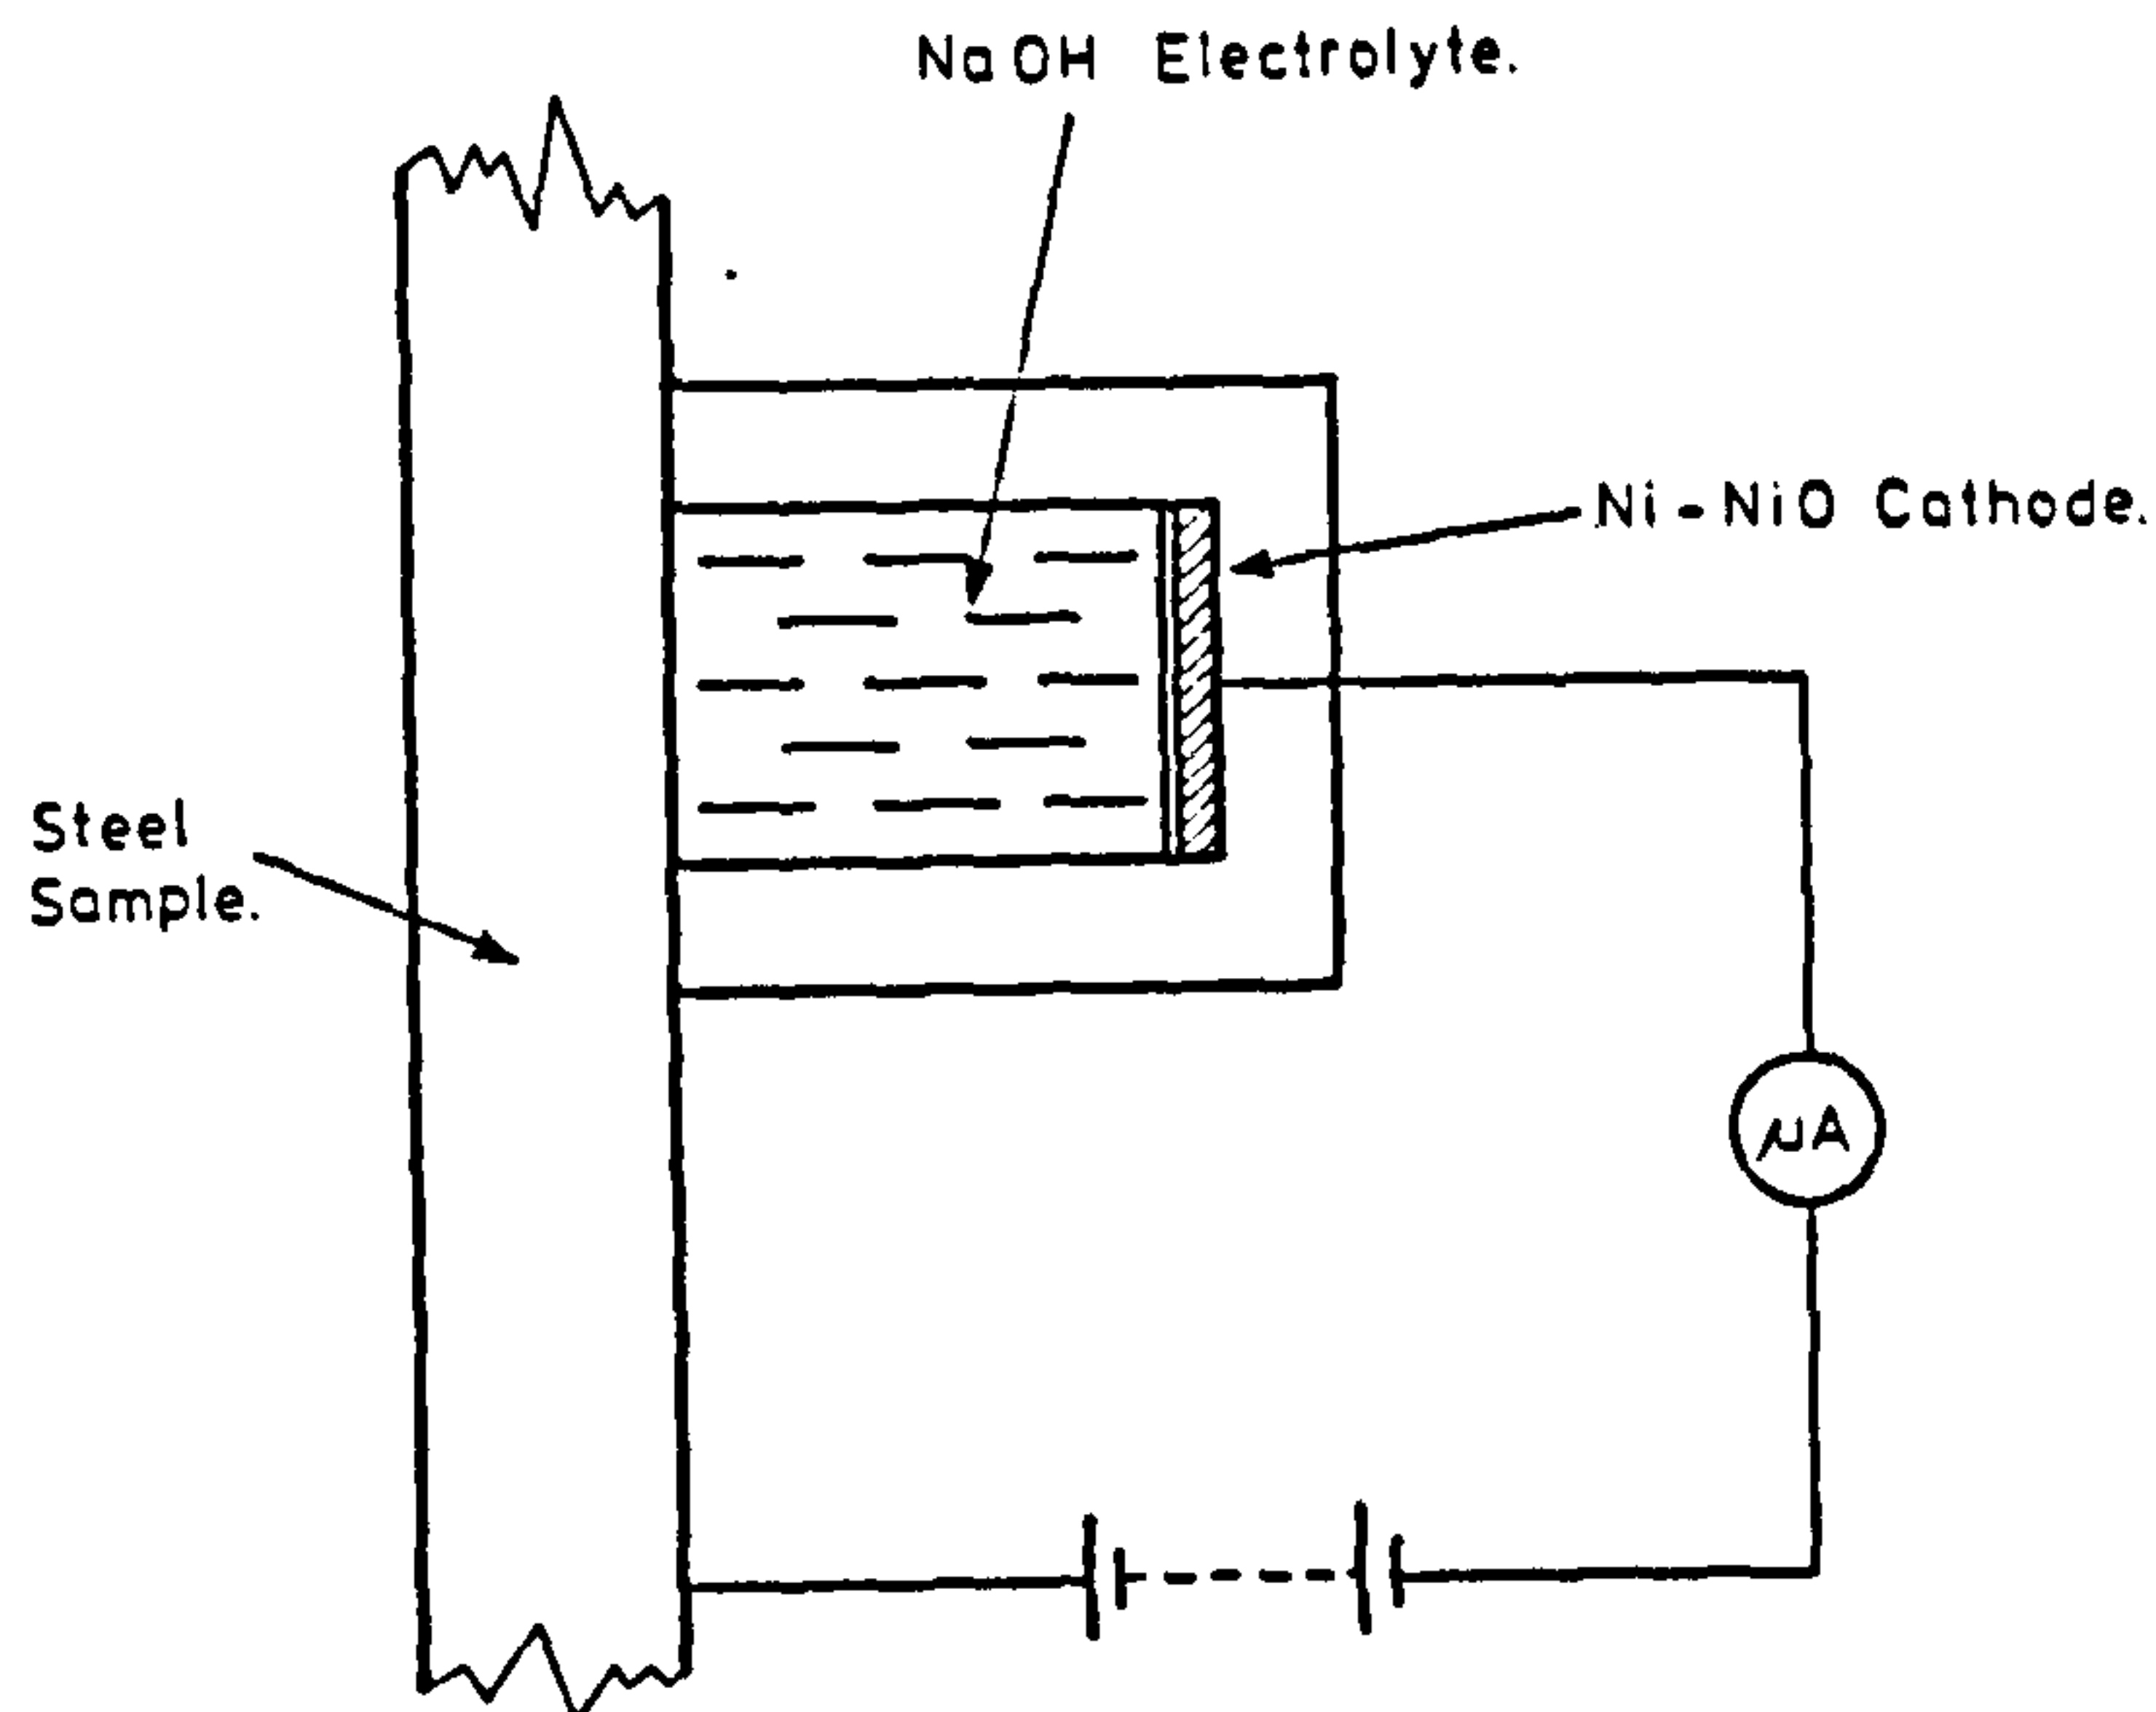 NaOH Electrolyte.
Ni-NiO Cathode.
Steel
Sample.
μA